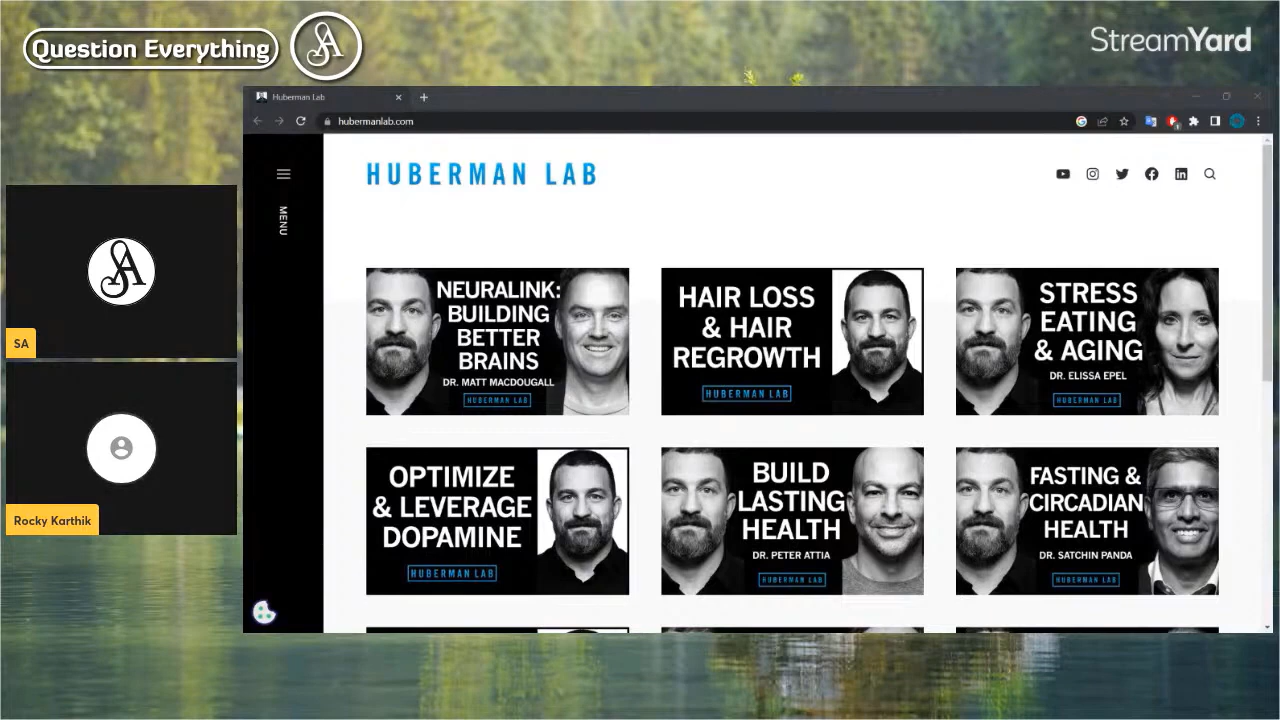 Question Everything
SA
StreamYard
Huberman Lab
hubermanlab.com
HUBERMAN LAB
MENU
NEURALINK:
BUILDING
BETTER
BRAINS
DR. MATT MACDOUGALL
HUBERMAN LAB
HAIR LOSS
& HAIR
REGROWTH
HUBERMAN LAB
STRESS
EATING
& AGING
DR. ELISSA EPEL
HUBERMAN LAB
OPTIMIZE
& LEVERAGE
DOPAMINE
HUBERMAN LAB
BUILD
LASTING
HEALTH
DR. PETER ATTIA
HUBERMAN LAB
FASTING &
CIRCADIAN
HEALTH
DR. SATCHIN PANDA
HUBERMAN LAB
SA
SA
Rocky Karthik